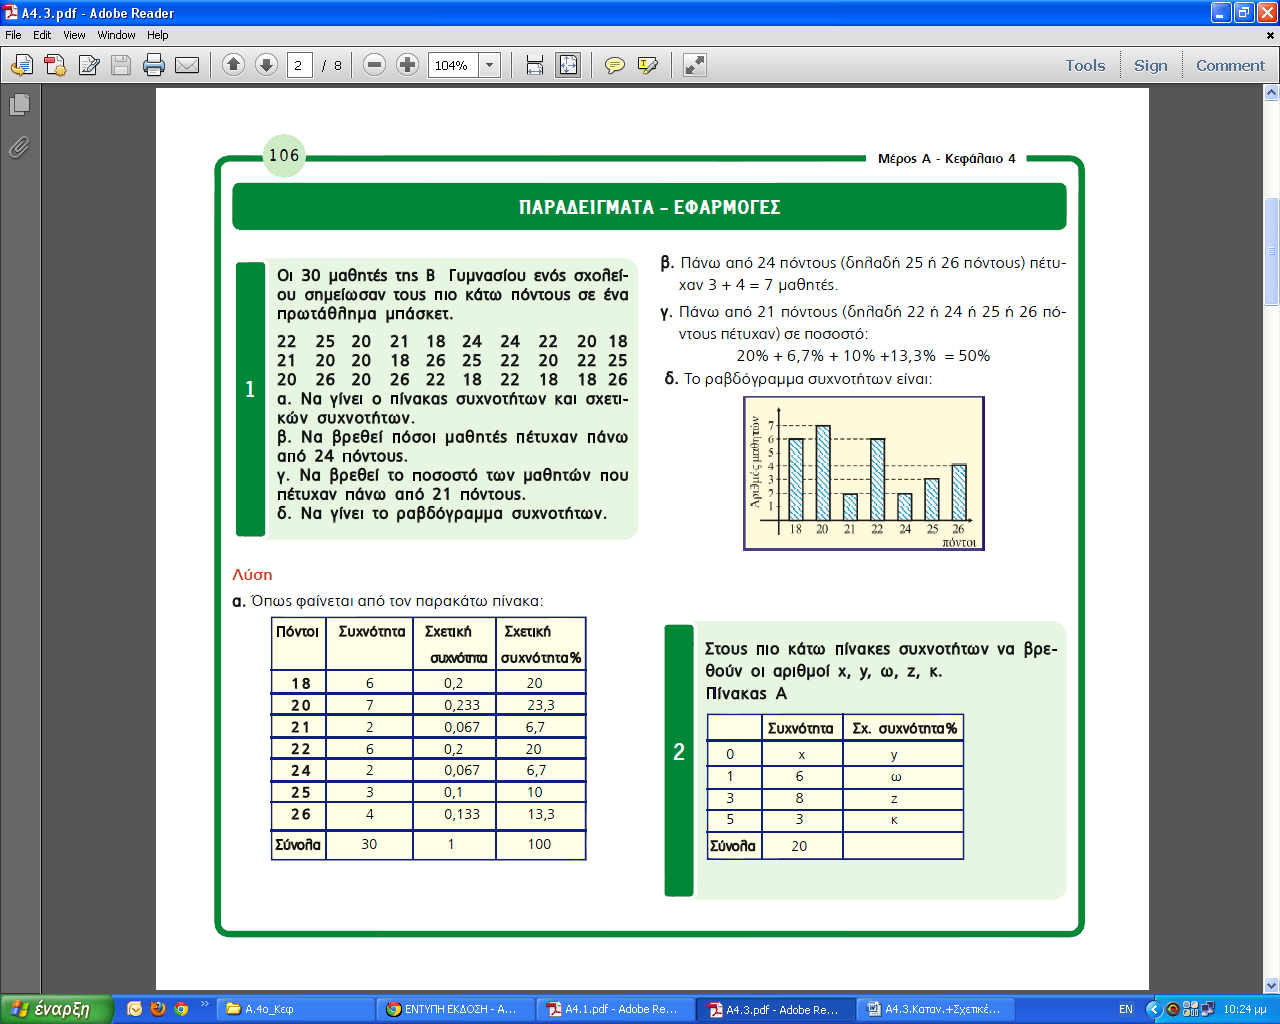 A4.3.pdf - Adobe Reader
File Edit View Window Help
2 / 8 104% Tools Sign Comment
106
Μέρος Α - Κεφάλαιο 4
ΠΑΡΑΔΕΙΓΜΑΤΑ - ΕΦΑΡΜΟΓΕΣ
1
Οι 30 μαθητές της Β Γυμνασίου ενός σχολεί-
ου σημείωσαν τους πιο κάτω πόντους σε ένα
πρωτάθλημα μπάσκετ.
22 25 20 21 18 24 24 22 20 18
21 20 20 18 26 25 22 20 22 25
20 26 20 26 22 18 22 18 18 26
α. Να γίνει ο πίνακας συχνοτήτων και σχετι-
κών συχνοτήτων.
β. Να βρεθεί πόσοι μαθητές πέτυχαν πάνω
από 24 πόντους.
γ. Να βρεθεί το ποσοστό των μαθητών που
πέτυχαν πάνω από 21 πόντους.
δ. Να γίνει το ραβδόγραμμα συχνοτήτων.
Λύση
α. Όπως φαίνεται από τον παρακάτω πίνακα:
Πόντοι Συχνότητα Σχετική Σχετική
συχνότητα συχνότητα%
18 6 0,2 20
20 7 0,233 23,3
21 2 0,067 6,7
22 6 0,2 20
24 2 0,067 6,7
25 3 0,1 10
26 4 0,133 13,3
Σύνολα 30 1 100
β. Πάνω από 24 πόντους (δηλαδή 25 ή 26 πόντους) πέτυ-
χαν 3 + 4 = 7 μαθητές.
γ. Πάνω από 21 πόντους (δηλαδή 22 ή 24 ή 25 ή 26 πό-
ντους πέτυχαν) σε ποσοστό:
20% + 6,7% + 10% +13,3% = 50%
δ. Το ραβδόγραμμα συχνοτήτων είναι:
Αριθμός μαθητών
7
6
5
4
3
2
1
18 20 21 22 24 25 26
πόντοι
2
Στους πιο κάτω πίνακες συχνοτήτων να βρε-
θούν οι αριθμοί x, y, ω, z, κ.
Πίνακας Α
Συχνότητα Σχ. συχνότητα%
0 x y
1 6 ω
3 8 z
5 3 κ
Σύνολα 20
έναρξη
»
Α.4ο_Κεφ
ΕΝΤΥΠΗ ΕΚΔΟΣΗ - Α...
A4.1.pdf - Adobe Re...
A4.3.pdf - Adobe Re...
Α4.3.Καταν.+Σχετικέ...
EN
10:24 μμ